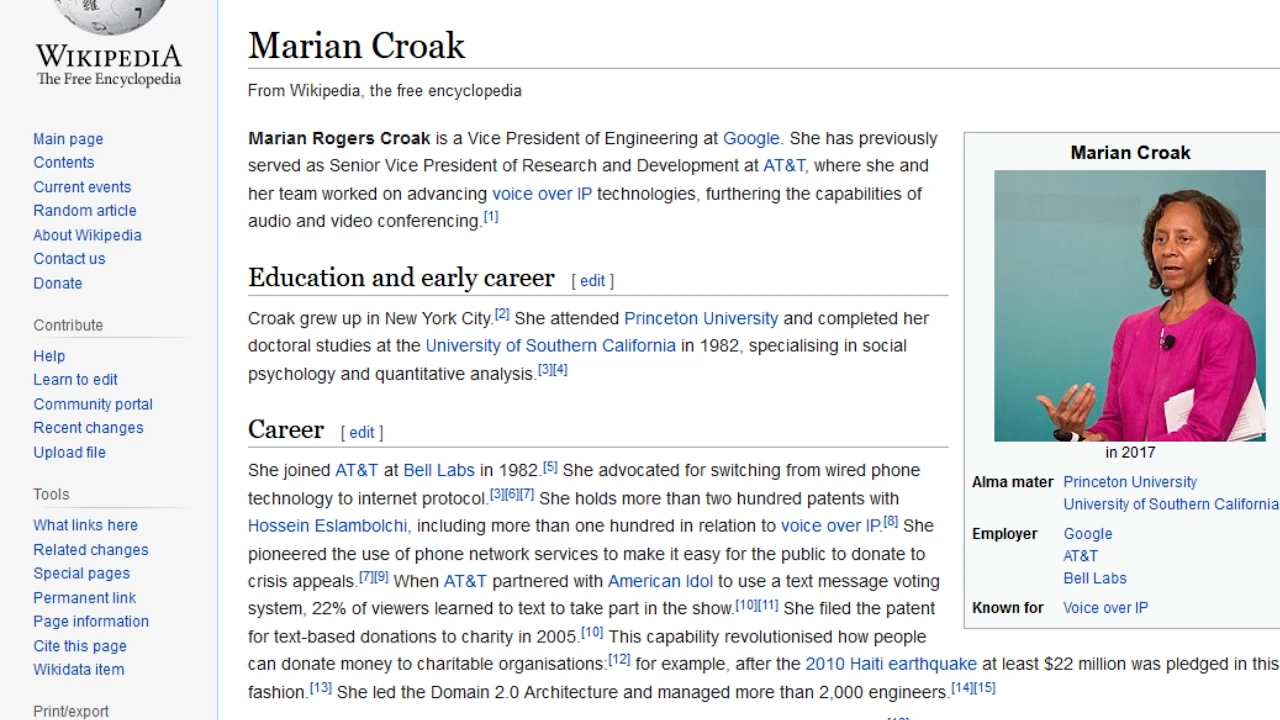 WIKIPEDIA
The Free Encyclopedia
Main page
Contents
Current events
Random article
About Wikipedia
Contact us
Donate
Contribute
Help
Learn to edit
Community portal
Recent changes
Upload file
Tools
What links here
Related changes
Special pages
Permanent link
Page information
Cite this page
Wikidata item
Print/export
Marian Croak
From Wikipedia, the free encyclopedia
Marian Rogers Croak is a Vice President of Engineering at Google. She has previously
served as Senior Vice President of Research and Development at AT&T, where she and
her team worked on advancing voice over IP technologies, furthering the capabilities of
audio and video conferencing.[1]
Education and early career [ edit ]
Croak grew up in New York City.[2] She attended Princeton University and completed her
doctoral studies at the University of Southern California in 1982, specialising in social
psychology and quantitative analysis.[3][4]
Career [ edit ]
She joined AT&T at Bell Labs in 1982.[5] She advocated for switching from wired phone
technology to internet protocol.[3][6][7] She holds more than two hundred patents with
Hossein Eslambolchi, including more than one hundred in relation to voice over IP.[8] She
pioneered the use of phone network services to make it easy for the public to donate to
crisis appeals.[7][9] When AT&T partnered with American Idol to use a text message voting
system, 22% of viewers learned to text to take part in the show.[10][11] She filed the patent
for text-based donations to charity in 2005.[10] This capability revolutionised how people
can donate money to charitable organisations:[12] for example, after the 2010 Haiti earthquake at least $22 million was pledged in this
fashion.[13] She led the Domain 2.0 Architecture and managed more than 2,000 engineers.[14][15]
Marian Croak
in 2017
Alma mater Princeton University
University of Southern California
Employer Google
AT&T
Bell Labs
Known for Voice over IP